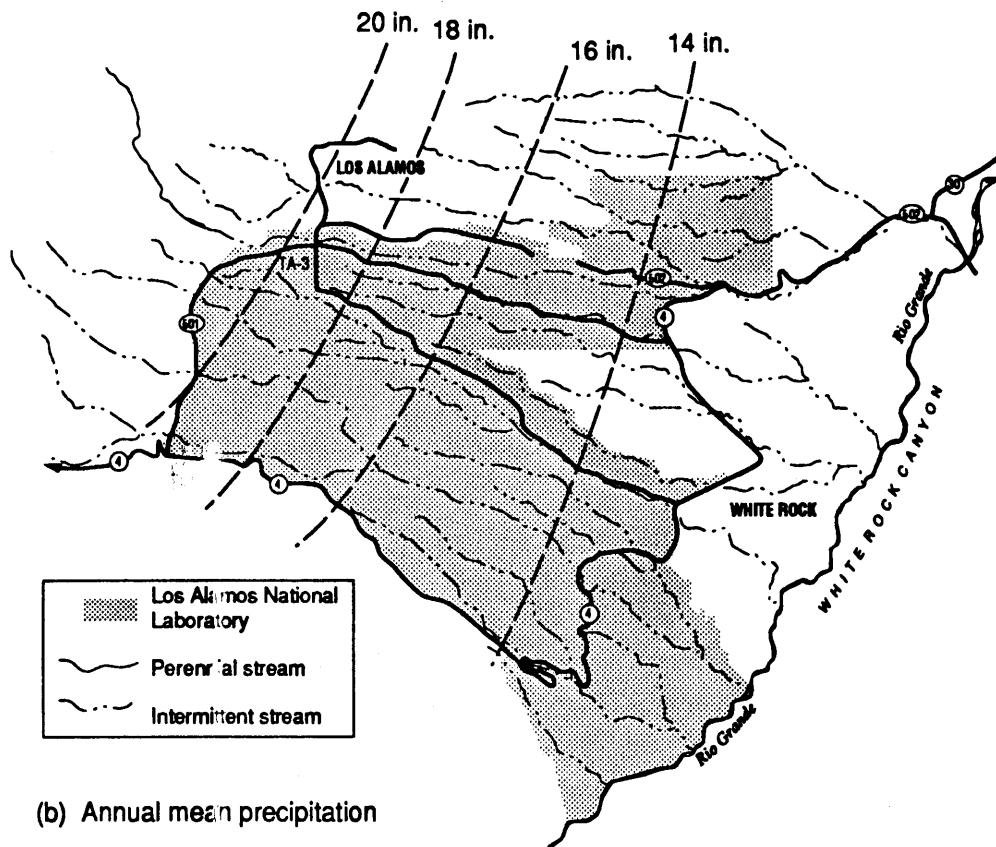 20 in.
18 in.
16 in.
14 in.
LOS ALAMOS
30
502
TA-3
502
501
4
Rio Grande
4
4
WHITE ROCK
WHITE ROCK CANYON
4
Rio Grande
Los Alamos National
Laboratory
Perennial stream
Intermittent stream
(b) Annual mean precipitation